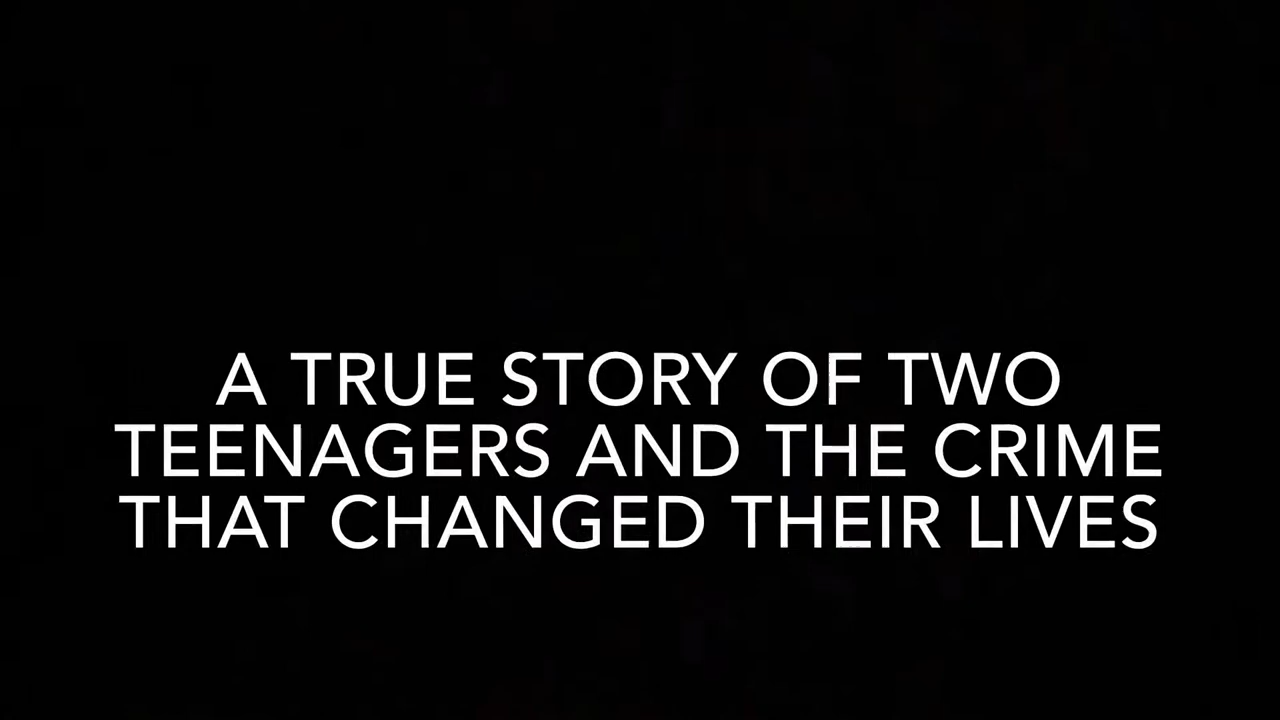 A TRUE STORY OF TWO
TEENAGERS AND THE CRIME
THAT CHANGED THEIR LIVES